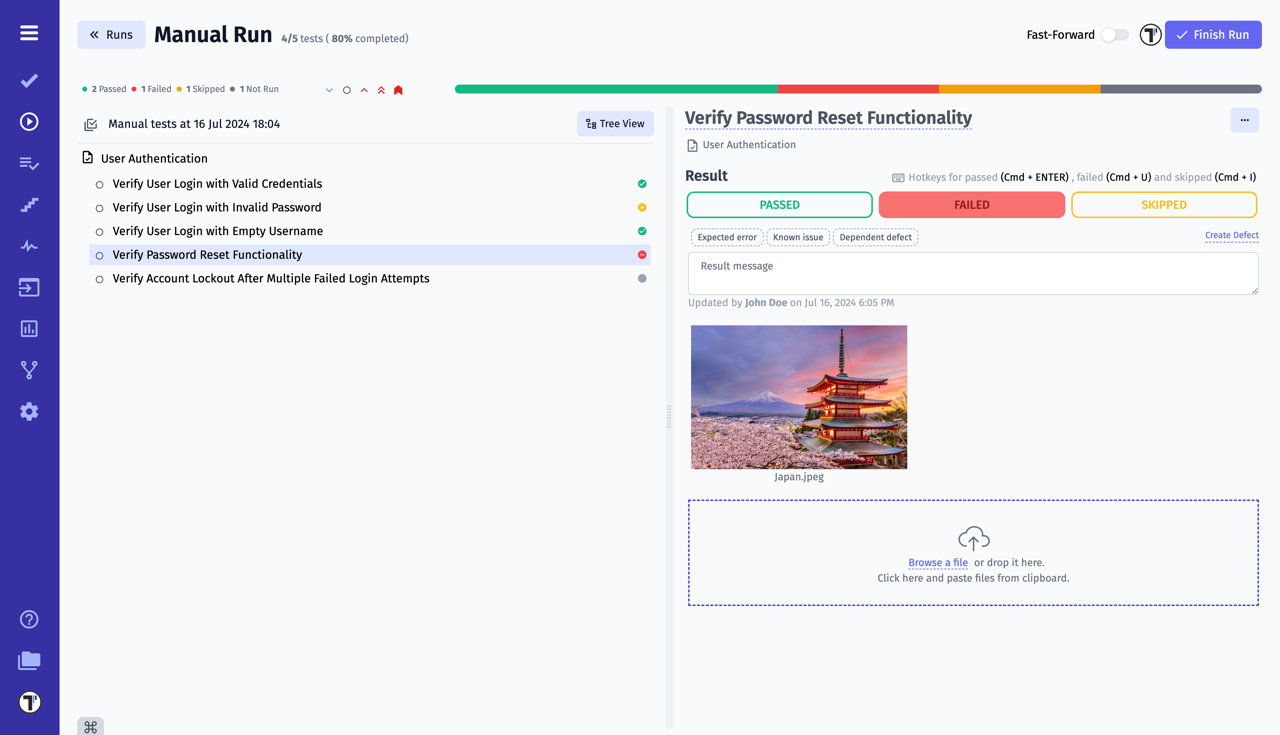 Runs
Manual Run 4/5 tests ( 80% completed)
Fast-Forward
Finish Run
2 Passed 1 Failed 1 Skipped 1 Not Run
Manual tests at 16 Jul 2024 18:04
Tree View
User Authentication
Verify User Login with Valid Credentials
Verify User Login with Invalid Password
Verify User Login with Empty Username
Verify Password Reset Functionality
Verify Account Lockout After Multiple Failed Login Attempts
Verify Password Reset Functionality
...
User Authentication
Result
Hotkeys for passed (Cmd + ENTER) , failed (Cmd + U) and skipped (Cmd + I)
PASSED FAILED SKIPPED
Expected error Known issue Dependent defect
Create Defect
Result message
Updated by John Doe on Jul 16, 2024 6:05 PM
Japan.jpeg
Browse a file or drop it here.
Click here and paste files from clipboard.